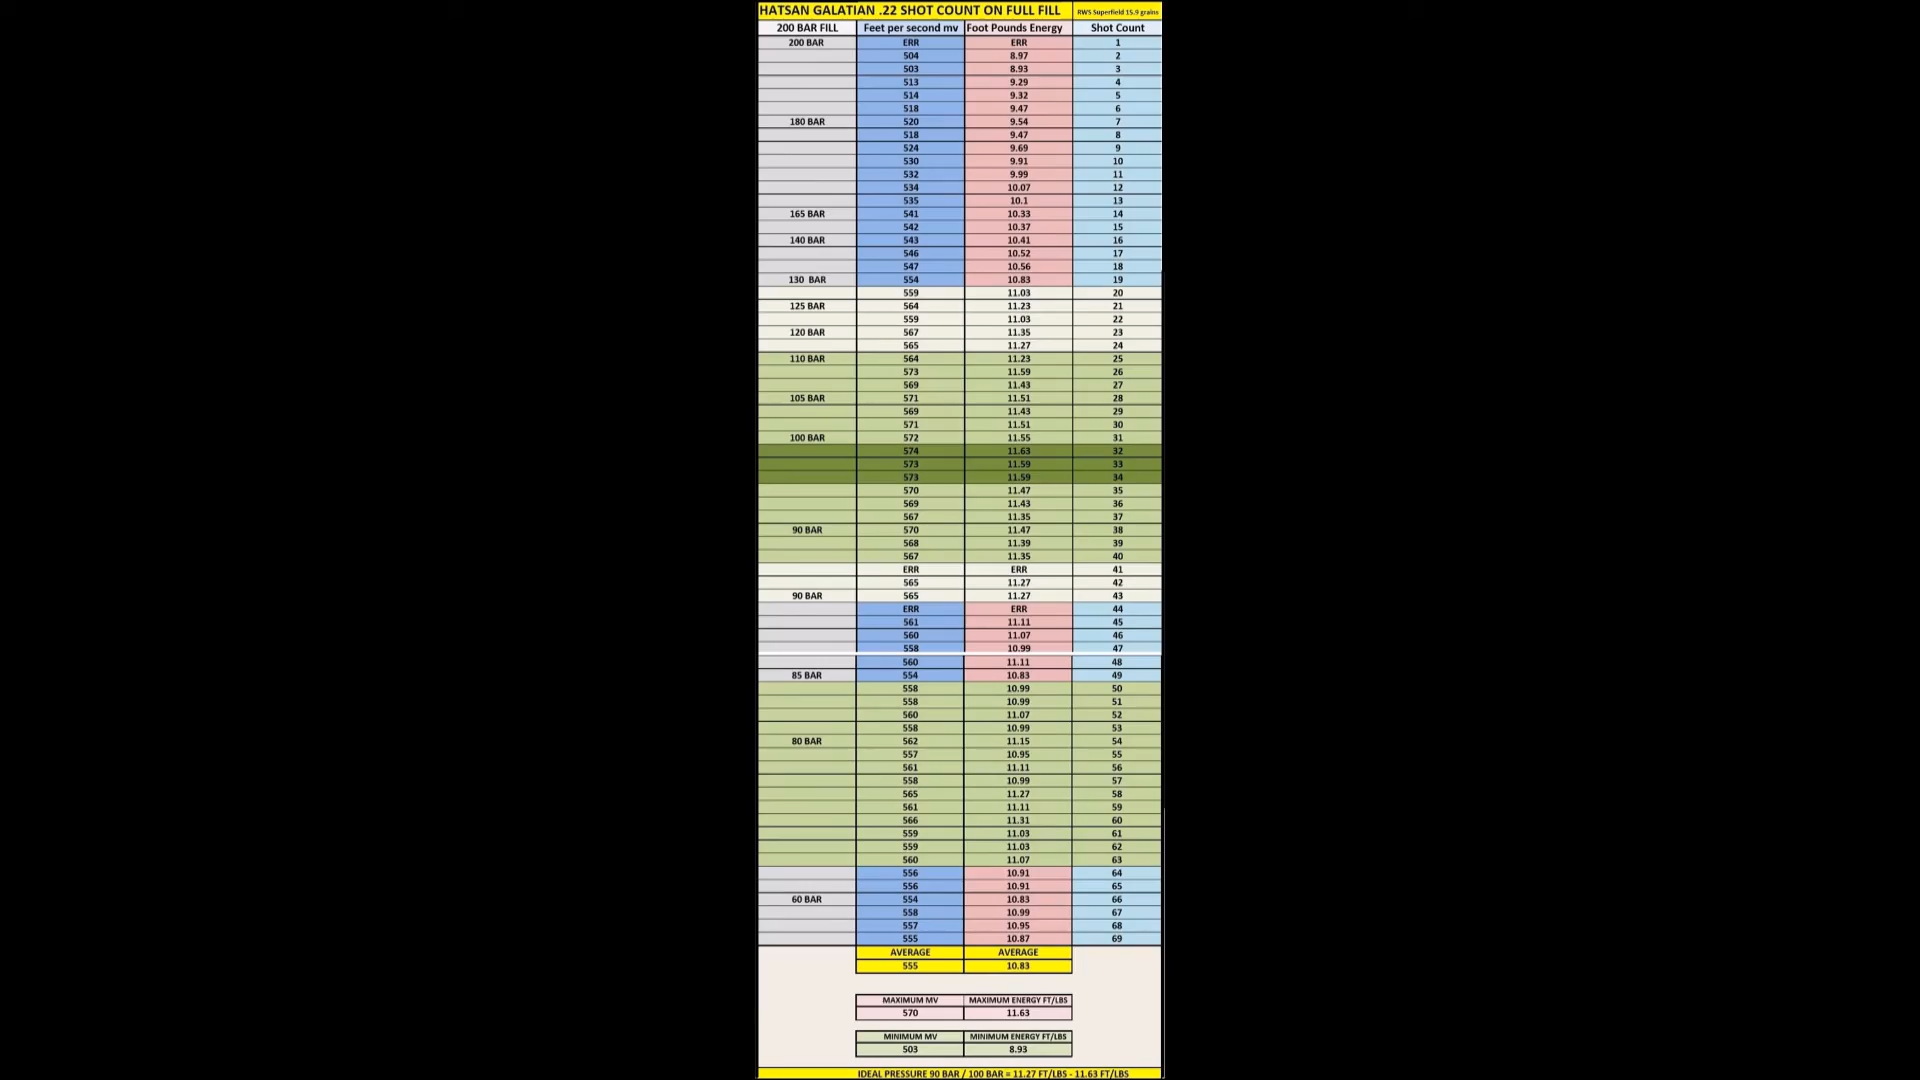 HATSAN GALATIAN .22 SHOT COUNT ON FULL FILL RWS Superfield 15.9 grains
200 BAR FILL Feet per second mv Foot Pounds Energy Shot Count
200 BAR ERR ERR 1
504 8.97 2
503 8.93 3
513 9.29 4
514 9.32 5
518 9.47 6
180 BAR 520 9.54 7
518 9.47 8
524 9.69 9
530 9.91 10
532 9.99 11
534 10.07 12
535 10.1 13
165 BAR 541 10.33 14
542 10.37 15
140 BAR 543 10.41 16
546 10.52 17
547 10.56 18
130 BAR 554 10.83 19
559 11.03 20
125 BAR 564 11.23 21
559 11.03 22
120 BAR 567 11.35 23
565 11.27 24
110 BAR 564 11.23 25
573 11.59 26
569 11.43 27
105 BAR 571 11.51 28
569 11.43 29
571 11.51 30
100 BAR 572 11.55 31
574 11.63 32
573 11.59 33
573 11.59 34
570 11.47 35
569 11.43 36
567 11.35 37
90 BAR 570 11.47 38
568 11.39 39
567 11.35 40
ERR ERR 41
565 11.27 42
90 BAR 565 11.27 43
ERR ERR 44
561 11.11 45
560 11.07 46
558 10.99 47
560 11.11 48
85 BAR 554 10.83 49
558 10.99 50
558 10.99 51
560 11.07 52
558 10.99 53
80 BAR 562 11.15 54
557 10.95 55
561 11.11 56
558 10.99 57
565 11.27 58
561 11.11 59
566 11.31 60
559 11.03 61
559 11.03 62
560 11.07 63
556 10.91 64
556 10.91 65
60 BAR 554 10.83 66
558 10.99 67
557 10.95 68
555 10.87 69
AVERAGE AVERAGE
555 10.83
MAXIMUM MV MAXIMUM ENERGY FT/LBS
570 11.63
MINIMUM MV MINIMUM ENERGY FT/LBS
503 8.93
IDEAL PRESSURE 90 BAR / 100 BAR = 11.27 FT/LBS - 11.63 FT/LBS